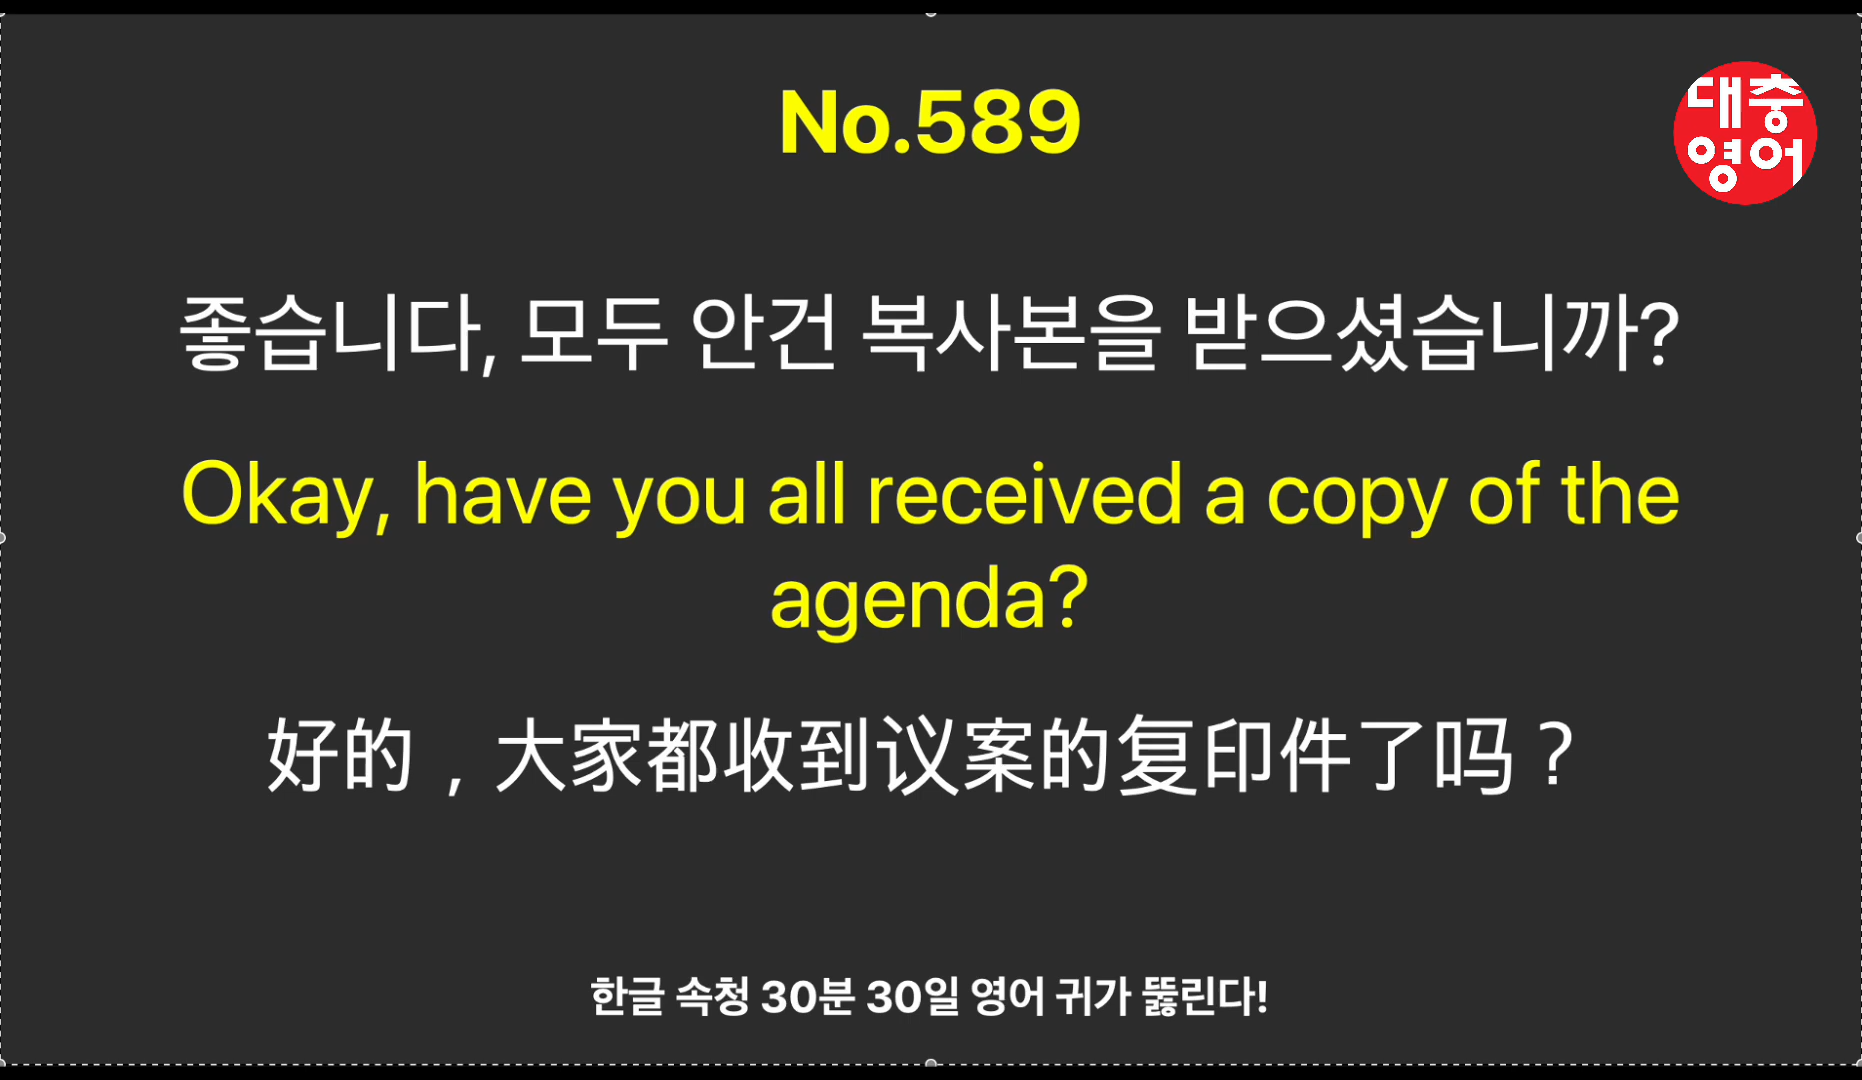 No.589
대충
영어
좋습니다, 모두 안건 복사본을 받으셨습니까?
Okay, have you all received a copy of the
agenda?
好的，大家都收到议案的复印件了吗？
한글 속청 30분 30일 영어 귀가 뚫린다!